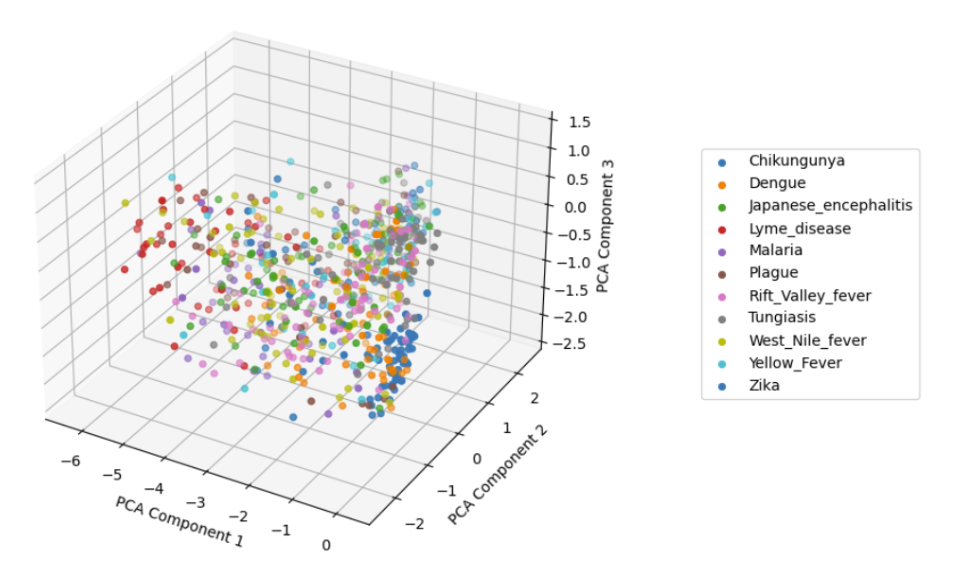 1.5
1.0
0.5
0.0
−0.5
−1.0
−1.5
−2.0
−2.5
PCA Component 3
2
1
0
−1
−2
PCA Component 2
−6
−5
−4
−3
−2
−1
0
PCA Component 1
Chikungunya
Dengue
Japanese_encephalitis
Lyme_disease
Malaria
Plague
Rift_Valley_fever
Tungiasis
West_Nile_fever
Yellow_Fever
Zika